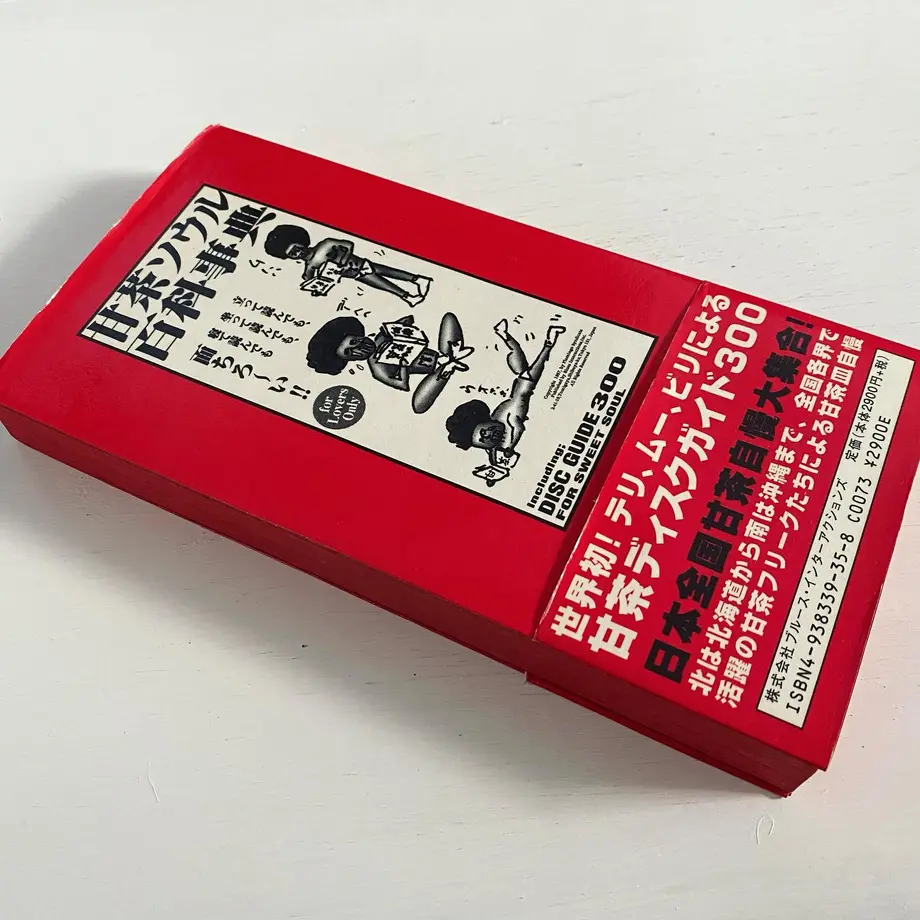 甘茶ソウル
百科事典
立って読んでも
座って読んでも、
寝て読んでも
面ちろ〜い!!
for
Lovers
Only
Including;
DISC GUIDE 300
FOR SWEET SOUL
世界初!テリ、ムー、ビリによる
甘茶ディスクガイド300
日本全国甘茶自慢大集合!
北は北海道から南は沖縄まで、全国各界で
活躍の甘茶フリークたちによる甘茶皿自慢
株式会社ブルース・インターアクションズ 定価(本体2900円+税)
ISBN4-938339-35-8 C0073 ¥2900E